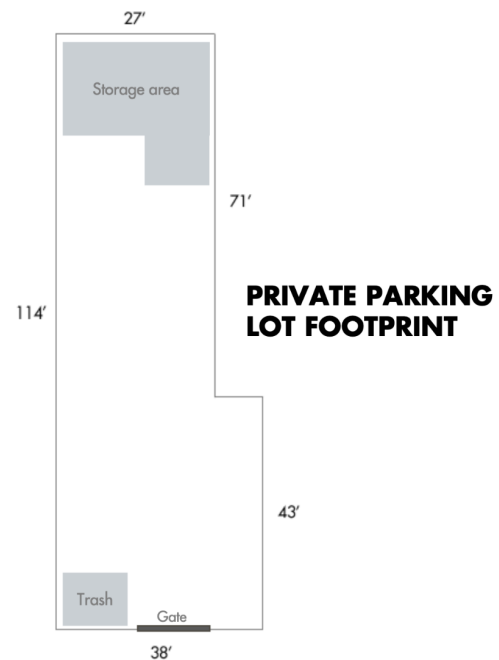 27’
Storage area
71’
PRIVATE PARKING
LOT FOOTPRINT
114’
43’
Trash
Gate
38’